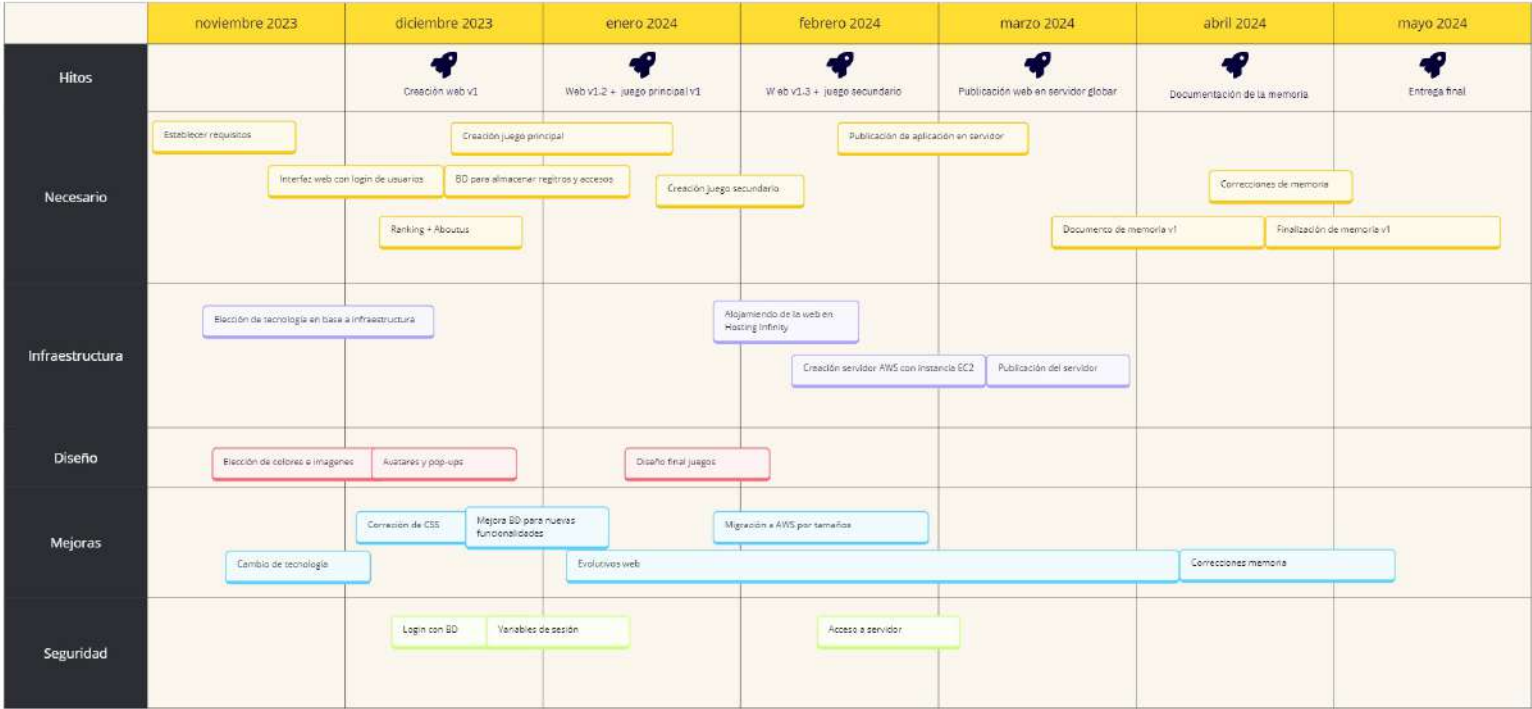 noviembre 2023
diciembre 2023
enero 2024
febrero 2024
marzo 2024
abril 2024
mayo 2024
Hitos
Creación web v1
Web v1.2 + juego principal v1
Web v1.3 + juego secundario
Publicación web en servidor globar
Documentación de la memoria
Entrega final
Necesario
Establecer requisitos
Creación juego principal
Publicación de aplicación en servidor
Interfaz web con login de usuarios
BD para almacenar regitros y accesos
Creación juego secundario
Correcciones de memoria
Ranking + Aboutus
Documento de memoria v1
Finalización de memoria v1
Infraestructura
Elección de tecnología en base a infraestructura
Alojamiendo de la web en
Hosting Infinity
Creación servidor AWS con instancia EC2
Publicación del servidor
Diseño
Elección de colores e imagenes
Avatares y pop-ups
Diseño final juegos
Mejoras
Correción de CSS
Mejora BD para nuevas
funcionalidades
Migración a AWS por tamaños
Cambio de tecnología
Evolutivos web
Correcciones memoria
Seguridad
Login con BD
Variables de sesión
Acceso a servidor